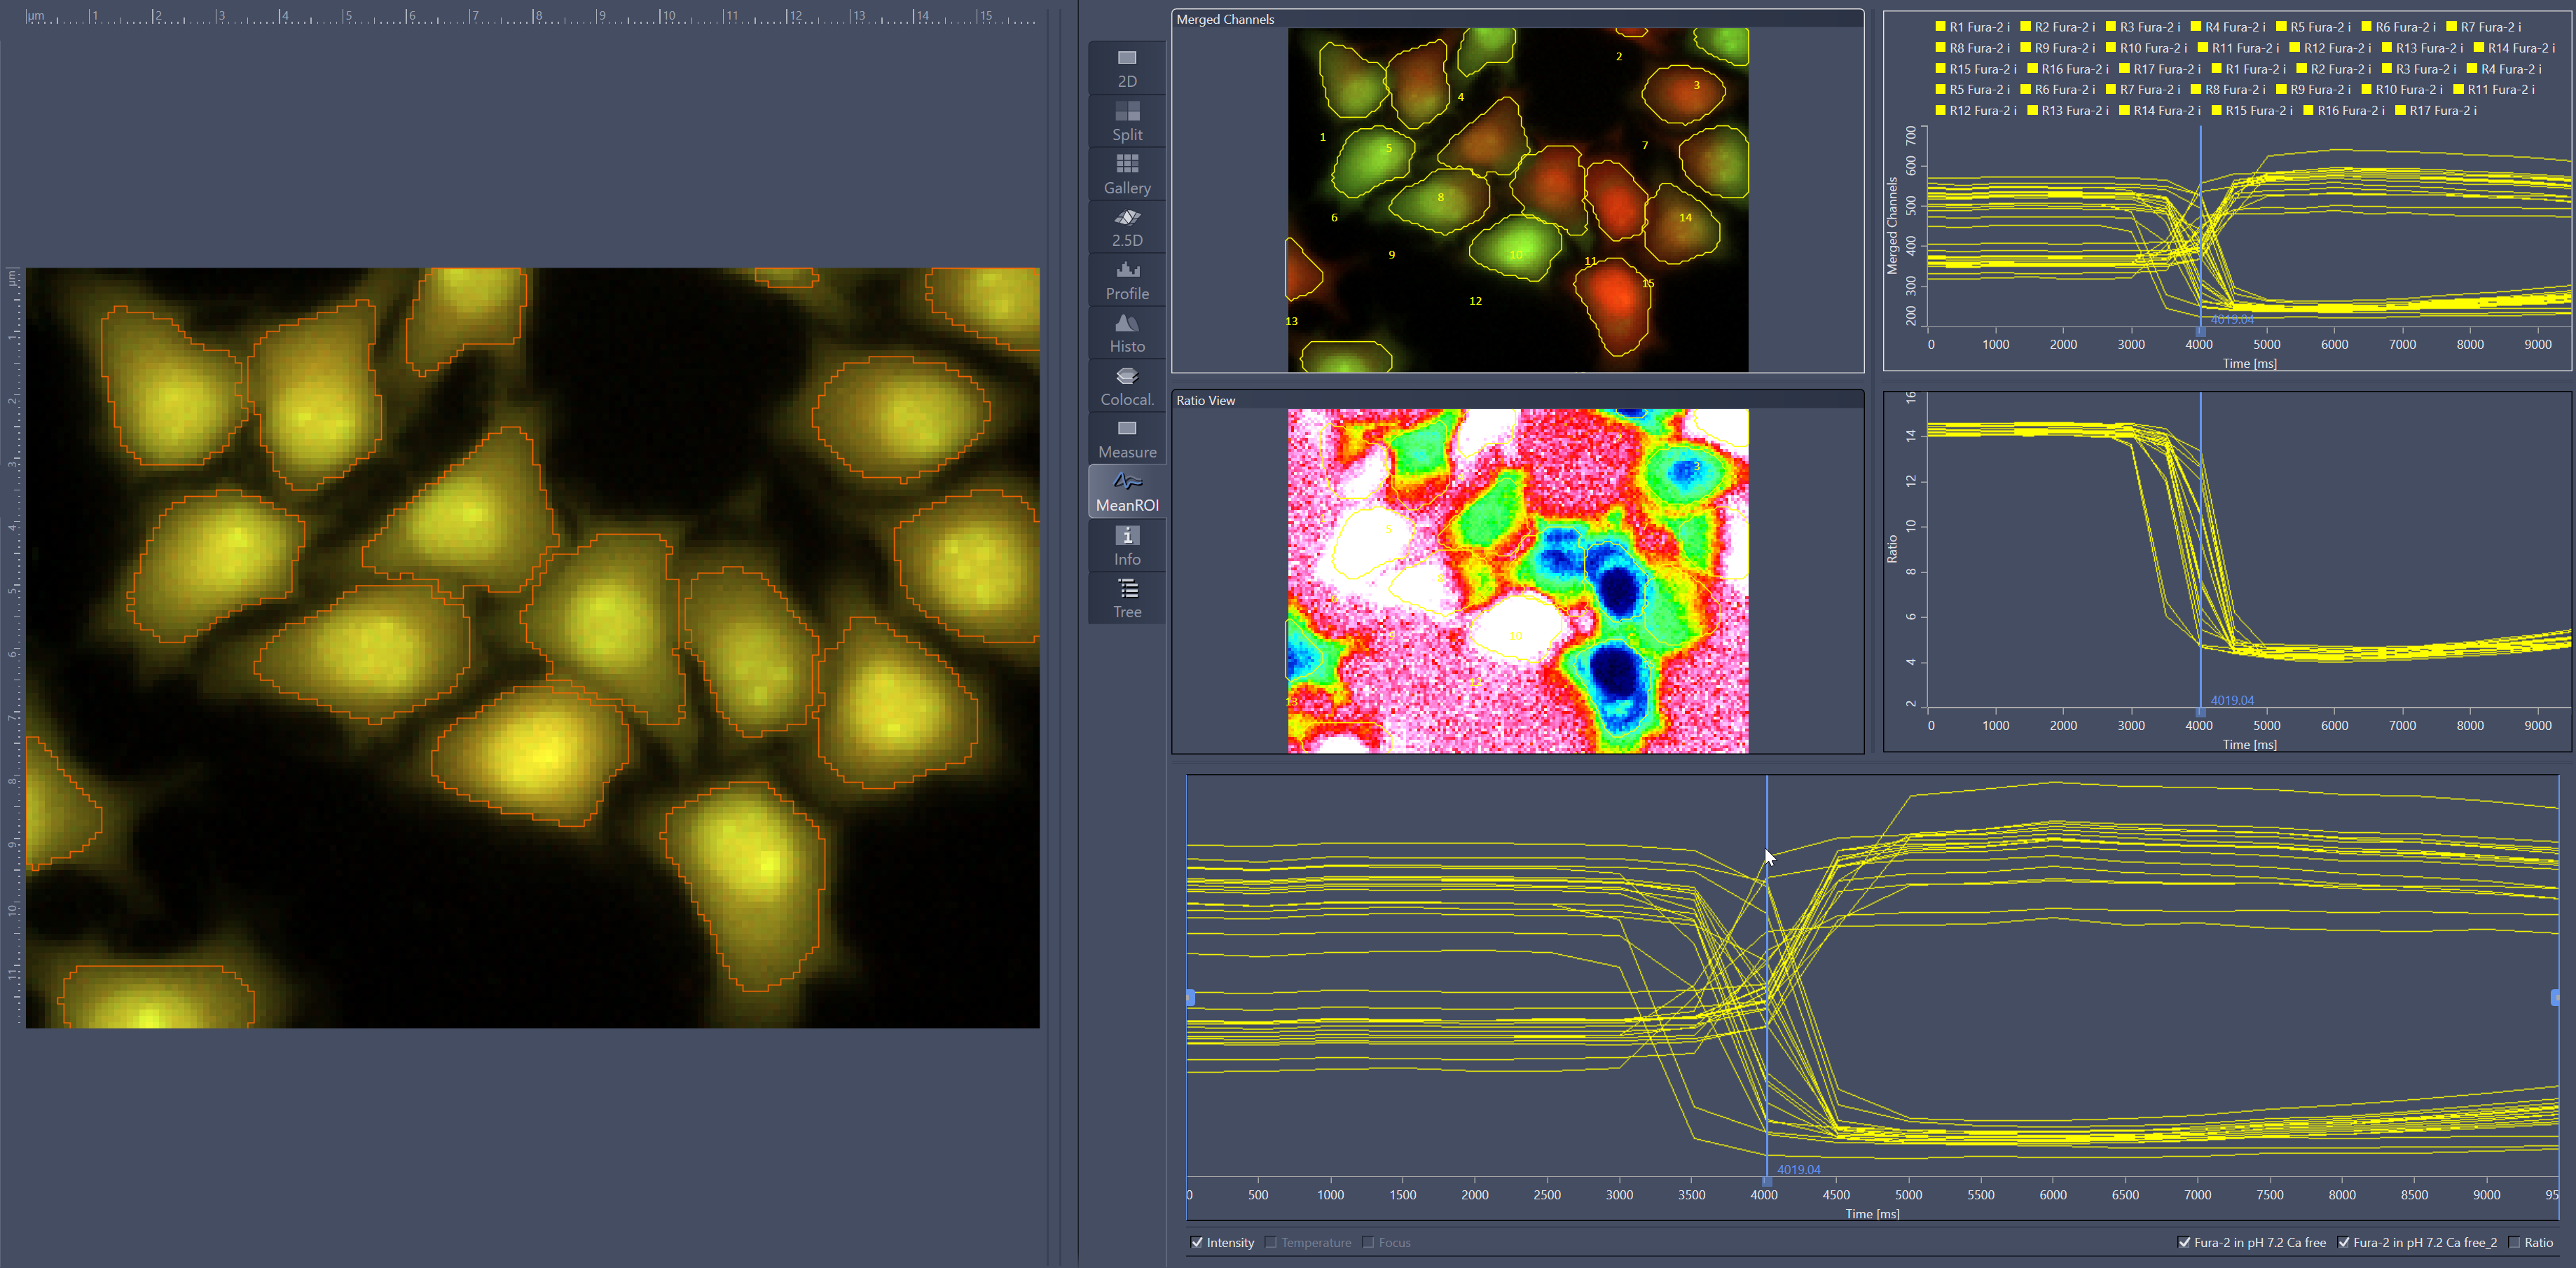 µm 1 2 3 4 5 6 7 8 9 10 11 12 13 14 15
µm 1 2 3 4 5 6 7 8 9 10 11
2D
Split
Gallery
2.5D
Profile
Histo
Colocal.
Measure
MeanROI
Info
Tree
Merged Channels
2
3
4
1
5
7
8
6
14
9
10
11
15
12
13
Ratio View
3
5
10
13
R1 Fura-2 i R2 Fura-2 i R3 Fura-2 i R4 Fura-2 i R5 Fura-2 i R6 Fura-2 i R7 Fura-2 i
R8 Fura-2 i R9 Fura-2 i R10 Fura-2 i R11 Fura-2 i R12 Fura-2 i R13 Fura-2 i R14 Fura-2 i
R15 Fura-2 i R16 Fura-2 i R17 Fura-2 i R1 Fura-2 i R2 Fura-2 i R3 Fura-2 i R4 Fura-2 i
R5 Fura-2 i R6 Fura-2 i R7 Fura-2 i R8 Fura-2 i R9 Fura-2 i R10 Fura-2 i R11 Fura-2 i
R12 Fura-2 i R13 Fura-2 i R14 Fura-2 i R15 Fura-2 i R16 Fura-2 i R17 Fura-2 i
Merged Channels
700
600
500
400
300
200
4019.04
0 1000 2000 3000 4000 5000 6000 7000 8000 9000
Time [ms]
Ratio
16
14
12
10
8
6
4
2
4019.04
0 1000 2000 3000 4000 5000 6000 7000 8000 9000
Time [ms]
4019.04
0 500 1000 1500 2000 2500 3000 3500 4000 4500 5000 5500 6000 6500 7000 7500 8000 8500 9000 95
Time [ms]
Intensity Temperature Focus Fura-2 in pH 7.2 Ca free Fura-2 in pH 7.2 Ca free_2 Ratio